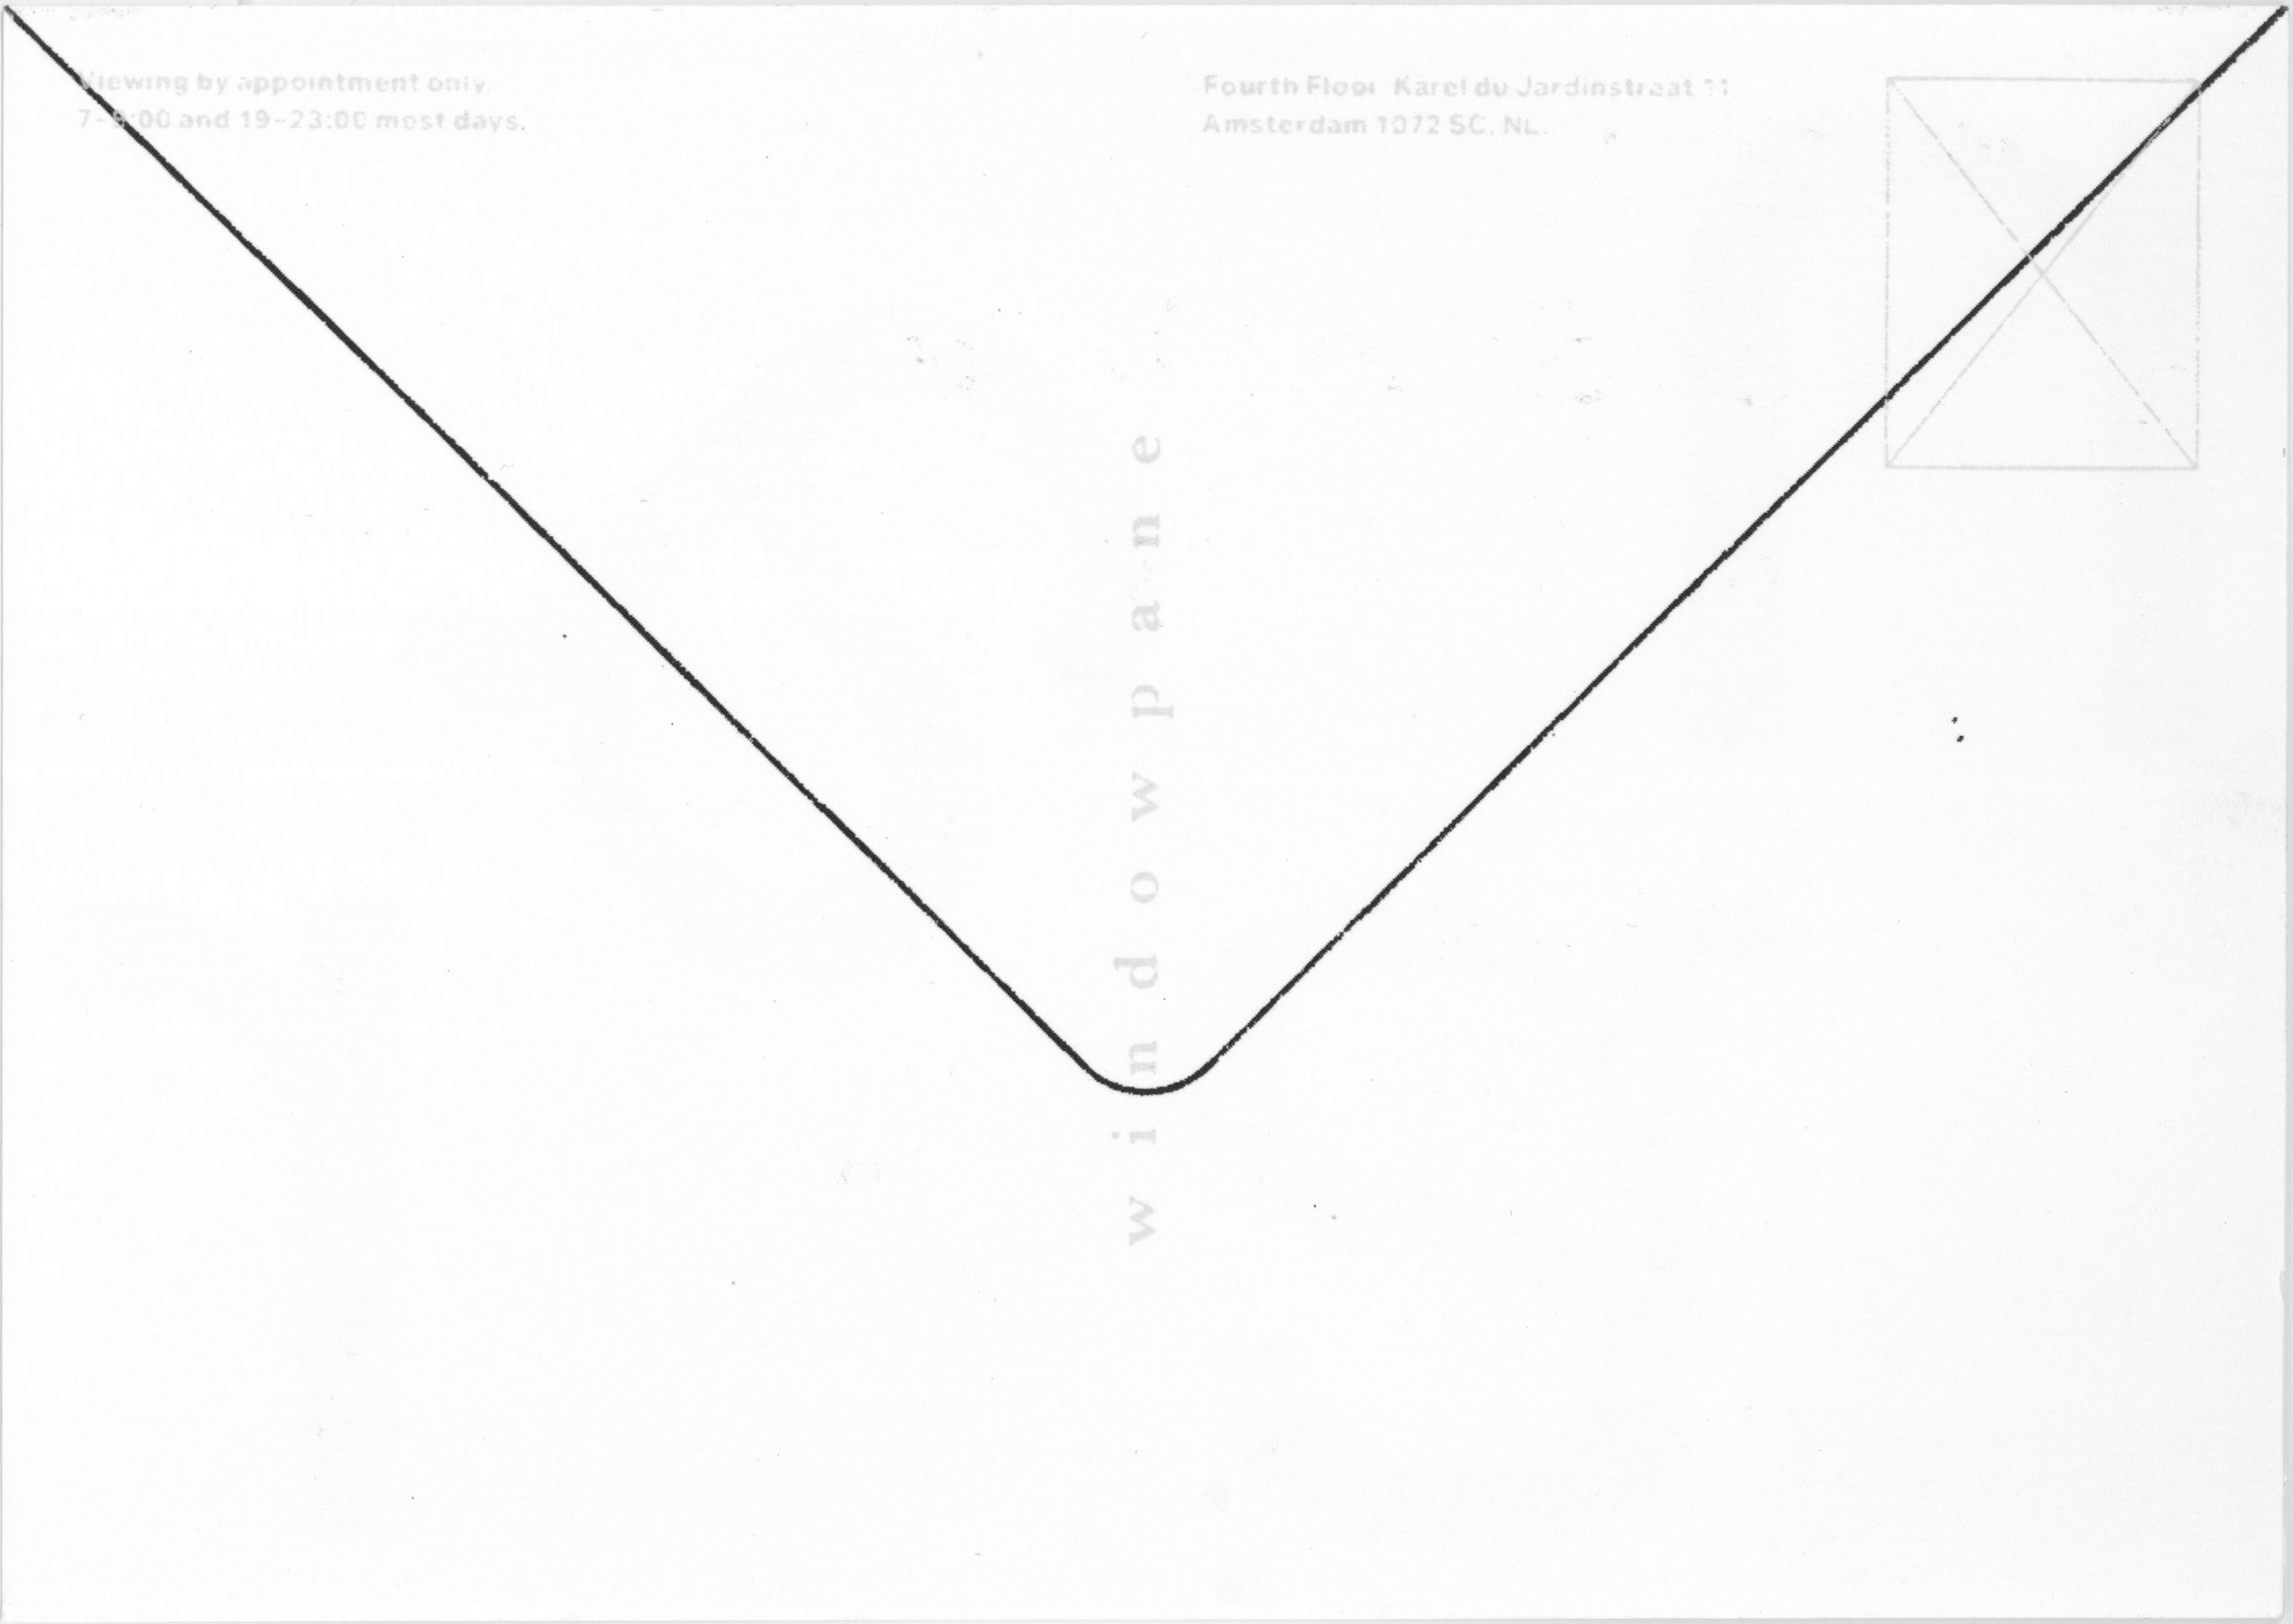 Viewing by appointment only.
7-9:00 and 19-23:00 most days.
Fourth Floor Karel du Jardinstraat 11
Amsterdam 1072 SC, NL.
windowpane